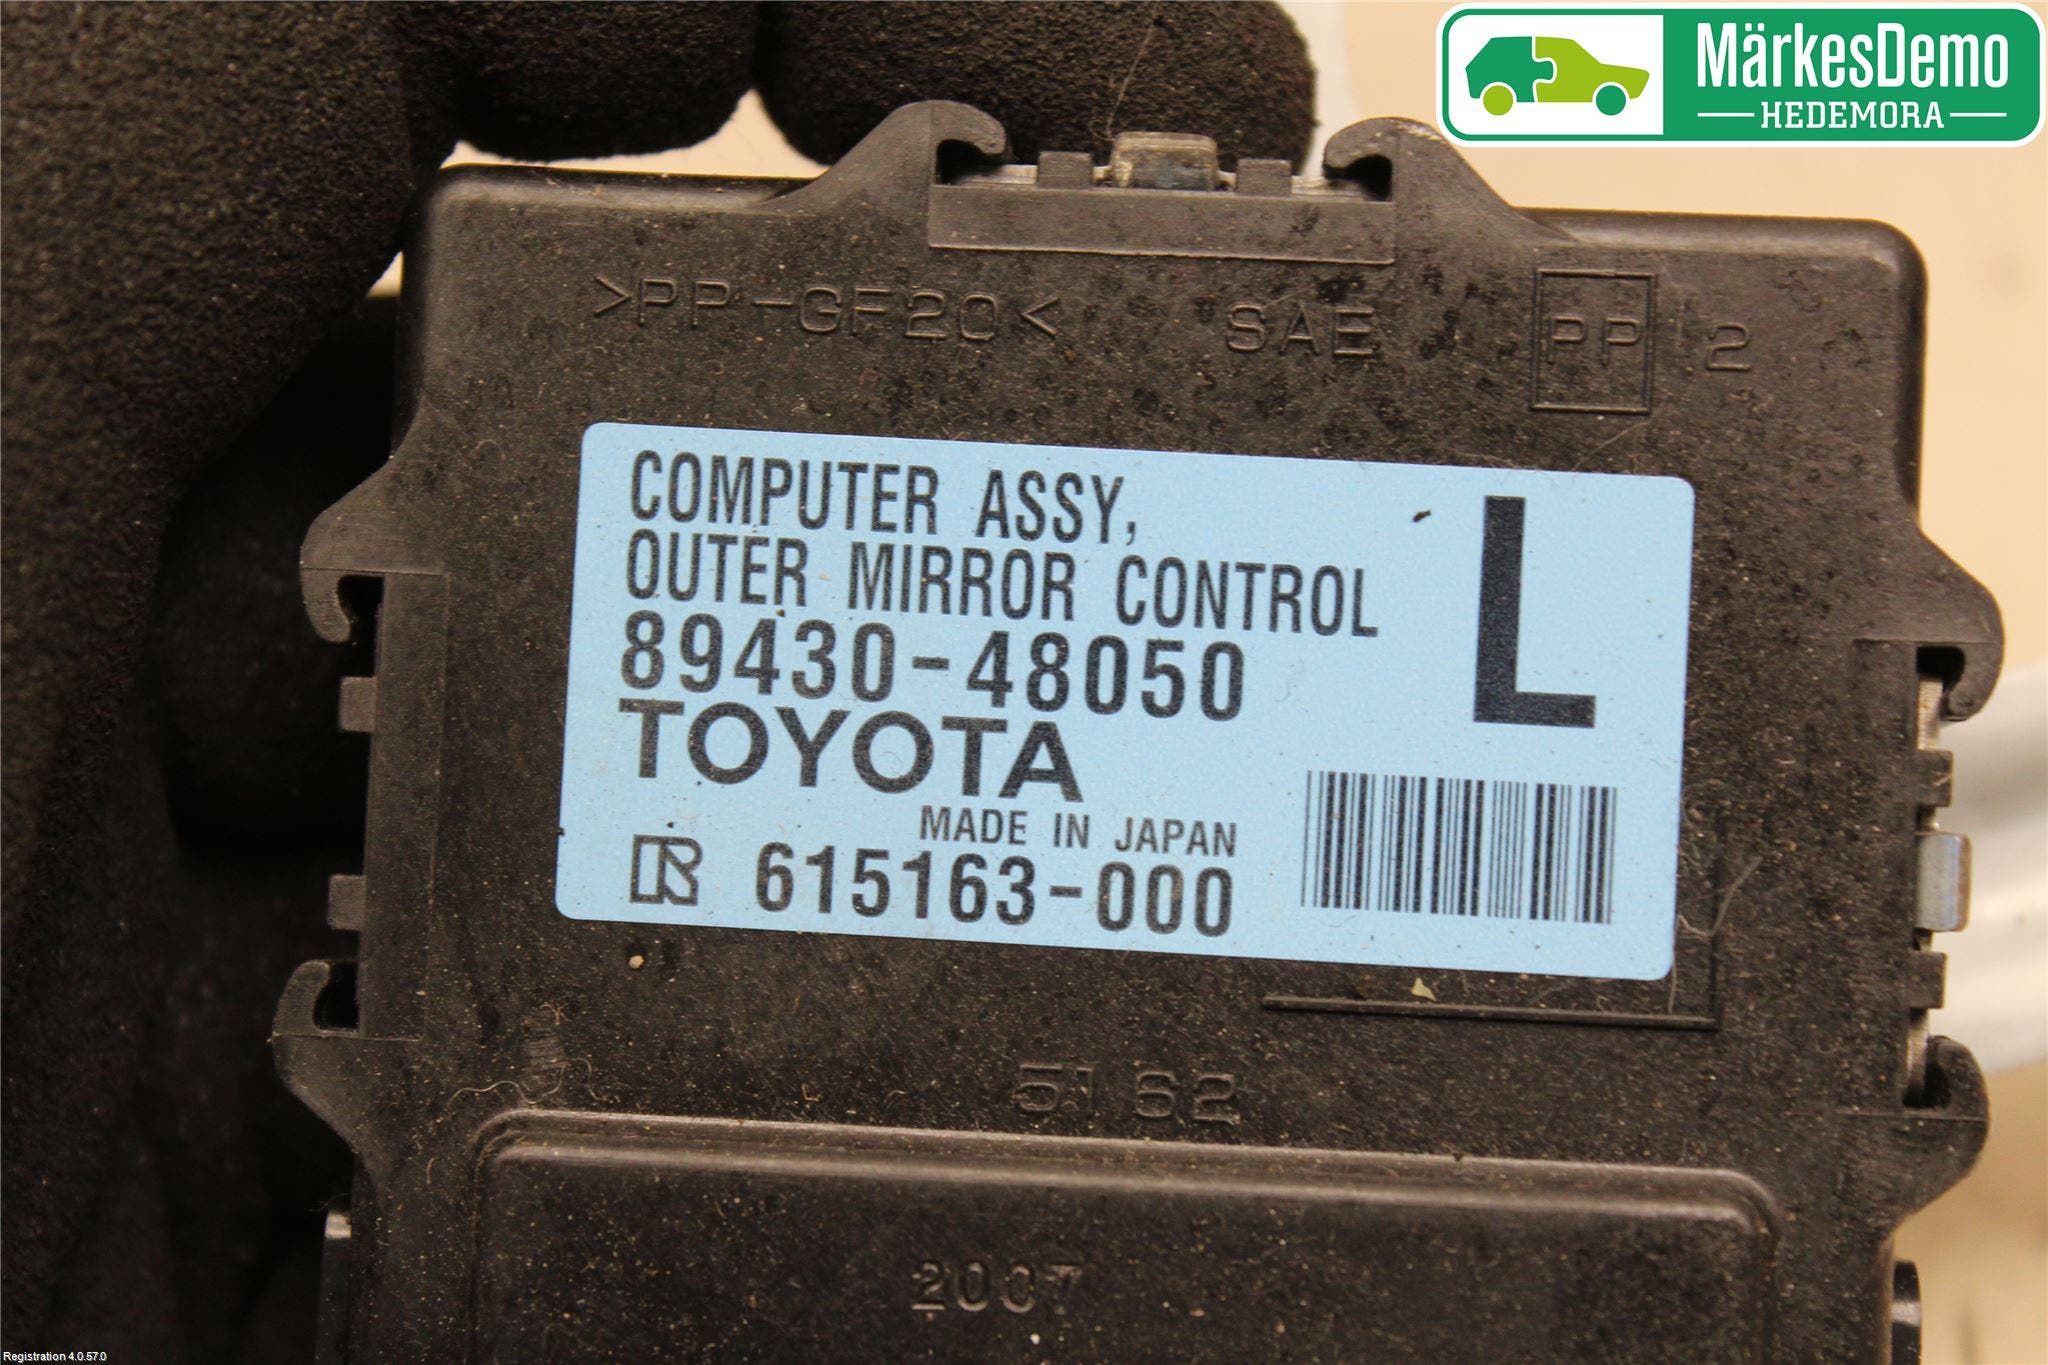 MärkesDemo
HEDEMORA
>PP-GF20< SAE PP 2
COMPUTER ASSY,
OUTER MIRROR CONTROL
L
89430-48050
TOYOTA
MADE IN JAPAN
R 615163-000
5162
2007
Registration 4.0.57.0